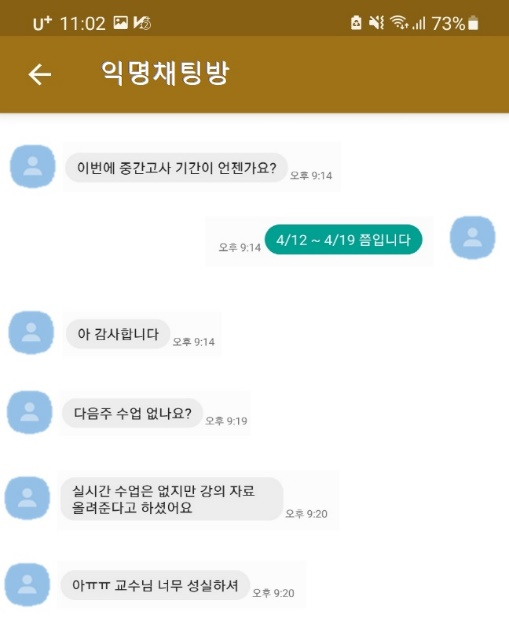 U+ 11:02 73%
익명채팅방
이번에 중간고사 기간이 언젠가요? 오후 9:14
오후 9:14 4/12 ~ 4/19 쯤입니다
아 감사합니다 오후 9:14
다음주 수업 없나요? 오후 9:19
실시간 수업은 없지만 강의 자료
올려준다고 하셨어요 오후 9:20
아ㅠㅠ 교수님 너무 성실하셔 오후 9:20